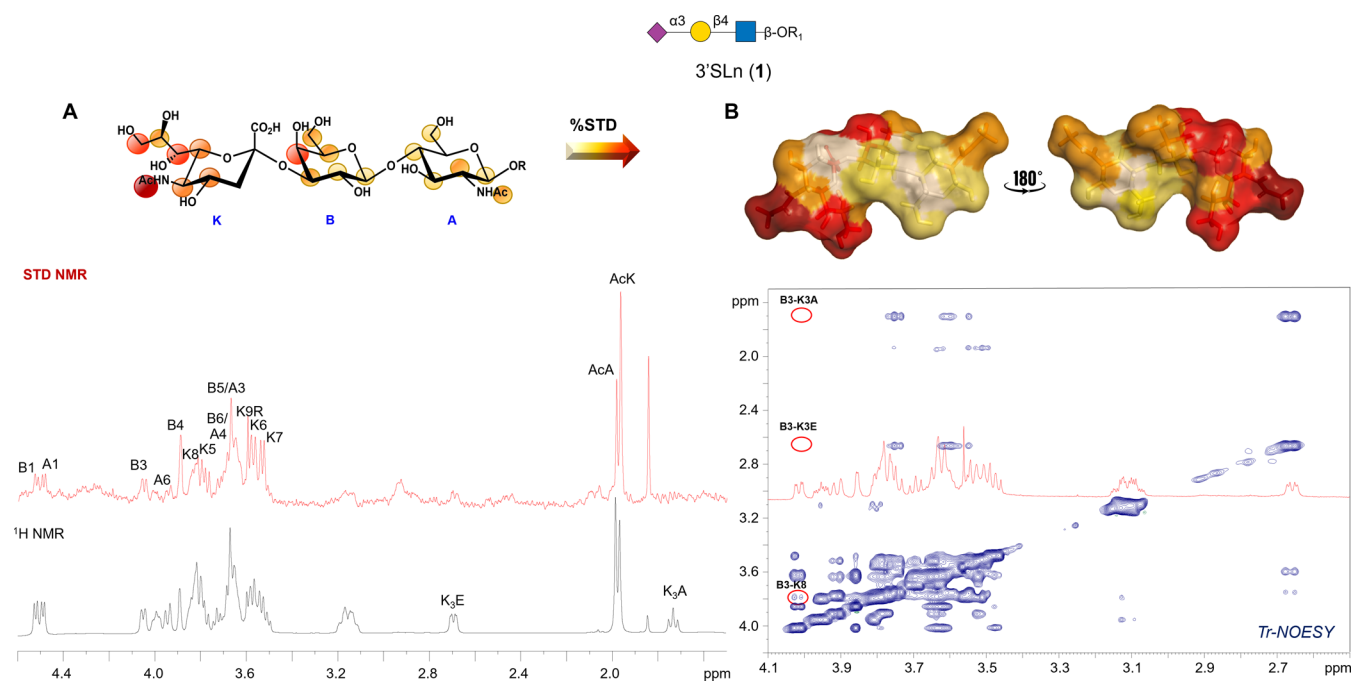 α3 β4 β-OR1
3'SLn (1)
A
OH
OH
HO
CO2H
HO
AcHN
HO
K
OH
OH
O
O
OH
B
OH
O
O
HO
NHAc
R
A
%STD
B
180°
STD NMR
AcK
AcA
B5/A3
B6/
A4
K9R
K6
K7
B4
K8
K5
B3
A6
B1
A1
¹H NMR
K3E
K3A
4.4 4.0 3.6 3.2 2.8 2.4 2.0 ppm
ppm
B3-K3A
2.0
2.4
B3-K3E
2.8
3.2
3.6
B3-K8
4.0
Tr-NOESY
4.1 3.9 3.7 3.5 3.3 3.1 2.9 2.7 ppm